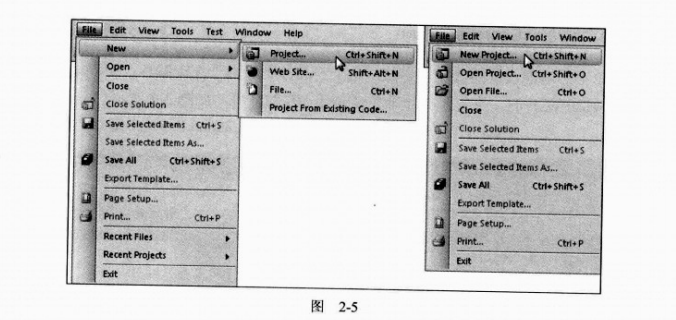 File Edit View Tools Test Window Help
New
Open
Close
Close Solution
Save Selected Items Ctrl+S
Save Selected Items As...
Save All Ctrl+Shift+S
Export Template...
Page Setup...
Print... Ctrl+P
Recent Files
Recent Projects
Exit
Project... Ctrl+Shift+N
Web Site... Shift+Alt+N
File... Ctrl+N
Project From Existing Code...
File Edit View Tools Window
New Project... Ctrl+Shift+N
Open Project... Ctrl+Shift+O
Open File... Ctrl+O
Close
Close Solution
Save Selected Items Ctrl+S
Save Selected Items As...
Save All Ctrl+Shift+S
Export Template...
Page Setup...
Print... Ctrl+P
Exit
图 2-5